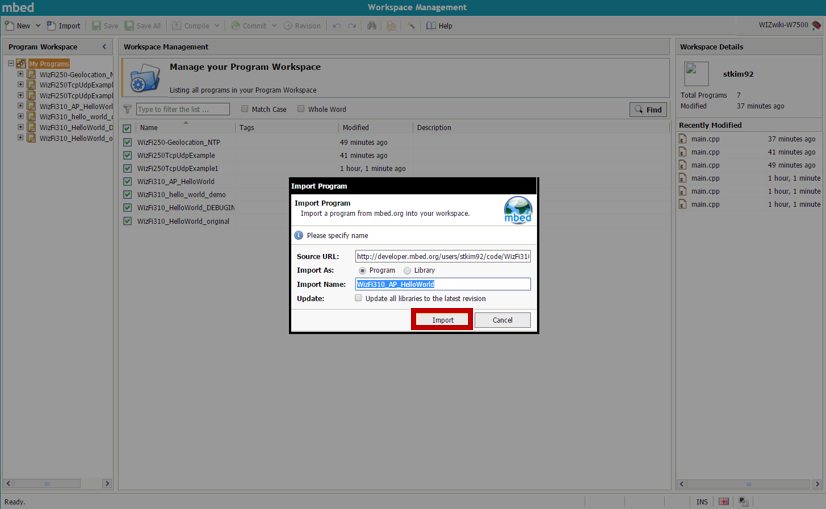 mbed
Workspace Management
New Import Save Save All Compile Commit Revision Help WIZwiki-W7500
Program Workspace
My Programs
WizFi250-Geolocation_N
WizFi250TcpUdpExample
WizFi250TcpUdpExampl
WizFi310_AP_HelloWorl
WizFi310_hello_world_d
WizFi310_HelloWorld_D
WizFi310_HelloWorld_o
Workspace Management
Manage your Program Workspace
Listing all programs in your Program Workspace
Type to filter the list ... Match Case Whole Word Find
Name Tags Modified Description
WizFi250-Geolocation_NTP 49 minutes ago
WizFi250TcpUdpExample 41 minutes ago
WizFi250TcpUdpExample1 1 hour, 1 minute ago
WizFi310_AP_HelloWorld
WizFi310_hello_world_demo
WizFi310_HelloWorld_DEBUGIN
WizFi310_HelloWorld_original
Import Program
Import Program
Import a program from mbed.org into your workspace.
mbed
Please specify name
Source URL: http://developer.mbed.org/users/stkim92/code/WizFi310
Import As: Program Library
Import Name: WizFi310_AP_HelloWorld
Update: Update all libraries to the latest revision
Import Cancel
Workspace Details
stkim92
Total Programs 7
Modified 37 minutes ago
Recently Modified
main.cpp 37 minutes ago
main.cpp 41 minutes ago
main.cpp 49 minutes ago
main.cpp 1 hour, 1 minute
main.cpp 1 hour, 1 minute
main.cpp 1 hour, 1 minute
Ready. INS